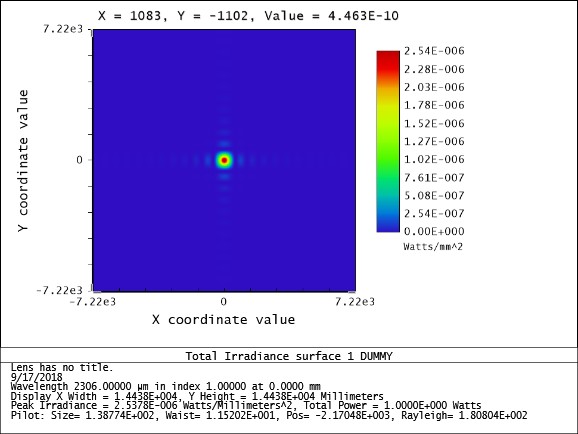 X = 1083, Y = -1102, Value = 4.463E-10
7.22e3
0
-7.22e3
Y coordinate value
-7.22e3
0
7.22e3
X coordinate value
2.54E-006
2.28E-006
2.03E-006
1.78E-006
1.52E-006
1.27E-006
1.02E-006
7.61E-007
5.08E-007
2.54E-007
0.00E+000
Watts/mm^2
Total Irradiance surface 1 DUMMY
Lens has no title.
9/17/2018
Wavelength 2306.00000 µm in index 1.00000 at 0.0000 mm
Display X Width = 1.4438E+004, Y Height = 1.4438E+004 Millimeters
Peak Irradiance = 2.5378E-006 Watts/Millimeters^2, Total Power = 1.0000E+000 Watts
Pilot: Size= 1.38774E+002, Waist= 1.15202E+001, Pos= -2.17048E+003, Rayleigh= 1.80804E+002